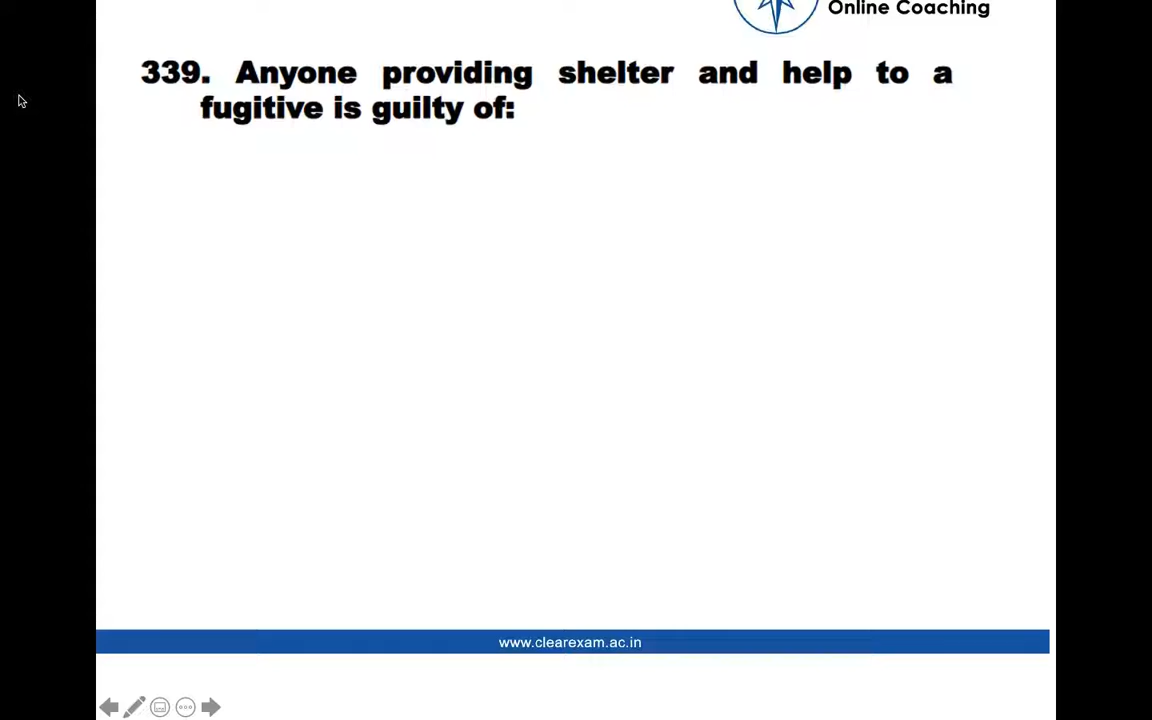 Online Coaching
339. Anyone providing shelter and help to a
fugitive is guilty of:
www.clearexam.ac.in